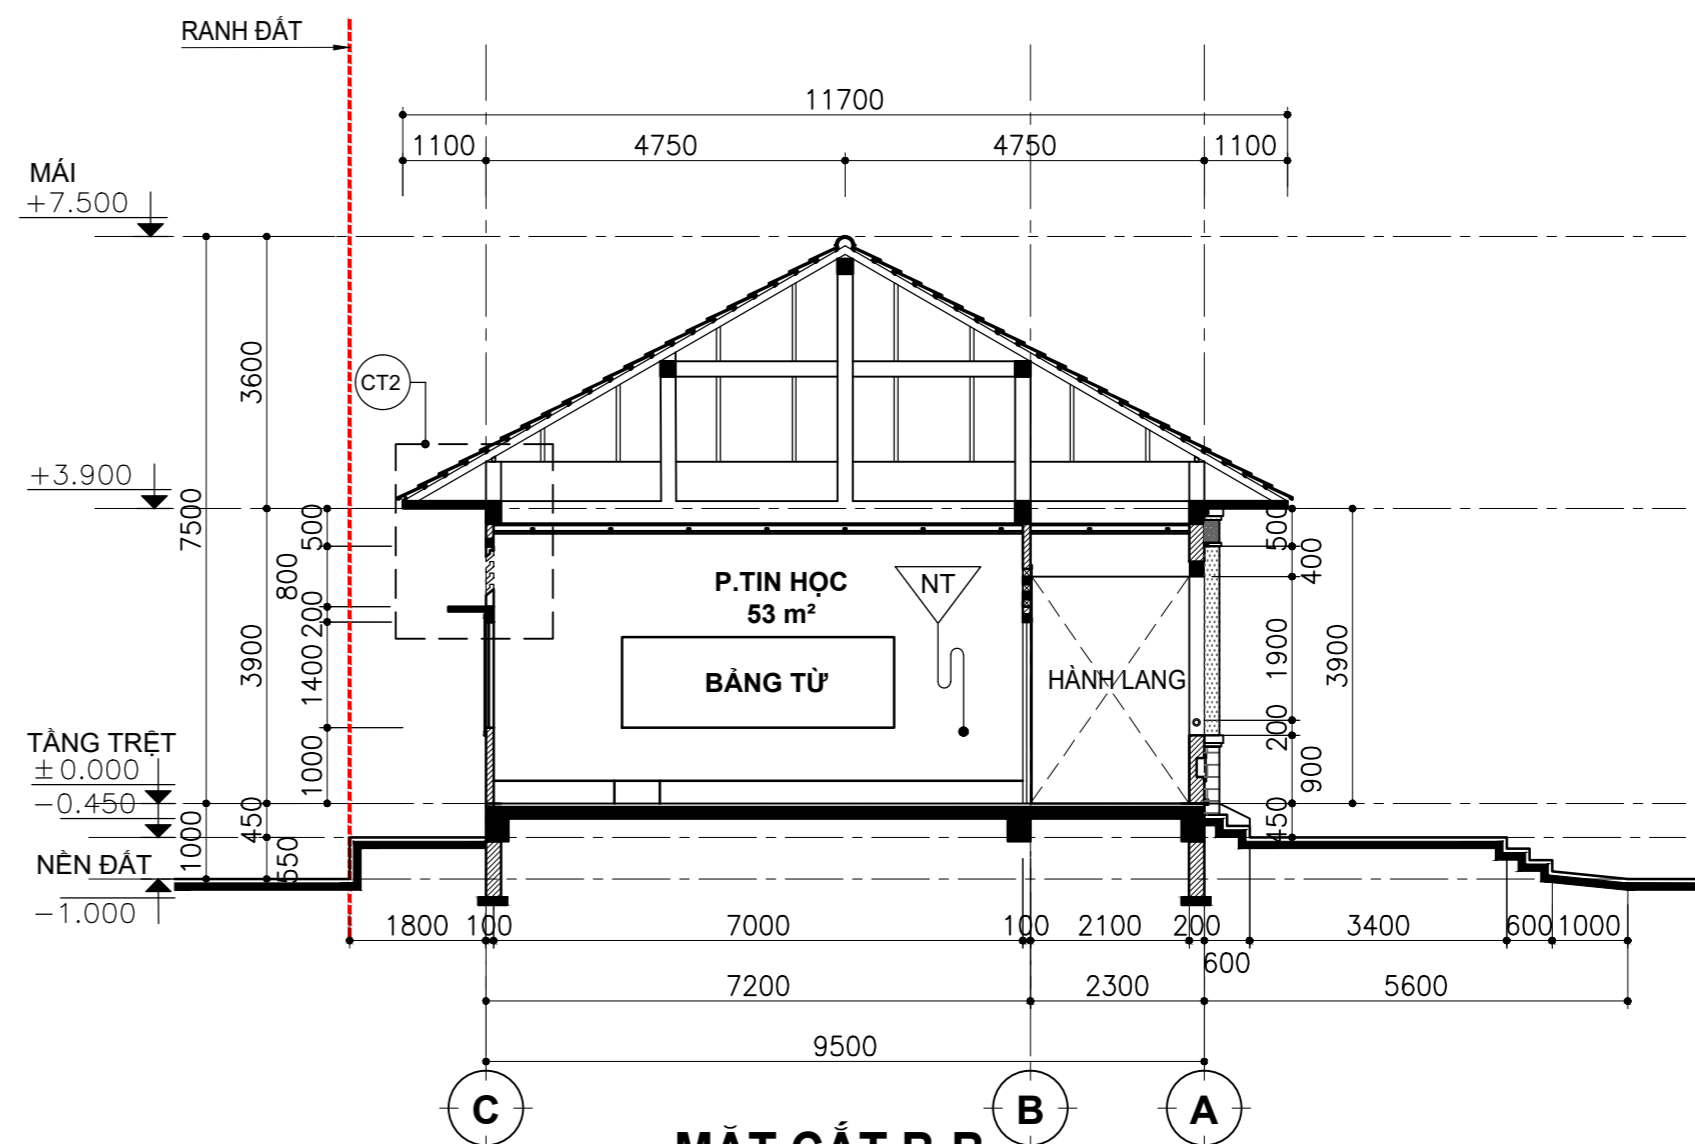 RANH ĐẤT
11700
1100 4750 4750 1100
MÁI
+7.500
3600
CT2
+3.900
7500
500
500
400
800
P.TIN HỌC
53 m²
NT
200
3900
1400
BẢNG TỪ
HÀNH LANG
1900
3900
TẦNG TRỆT
±0.000
1000
200
900
-0.450
1000
450
550
450
NỀN ĐẤT
-1.000
1800 100 7000 100 2100 200 3400 600 1000
600
7200 2300 5600
9500
C B A